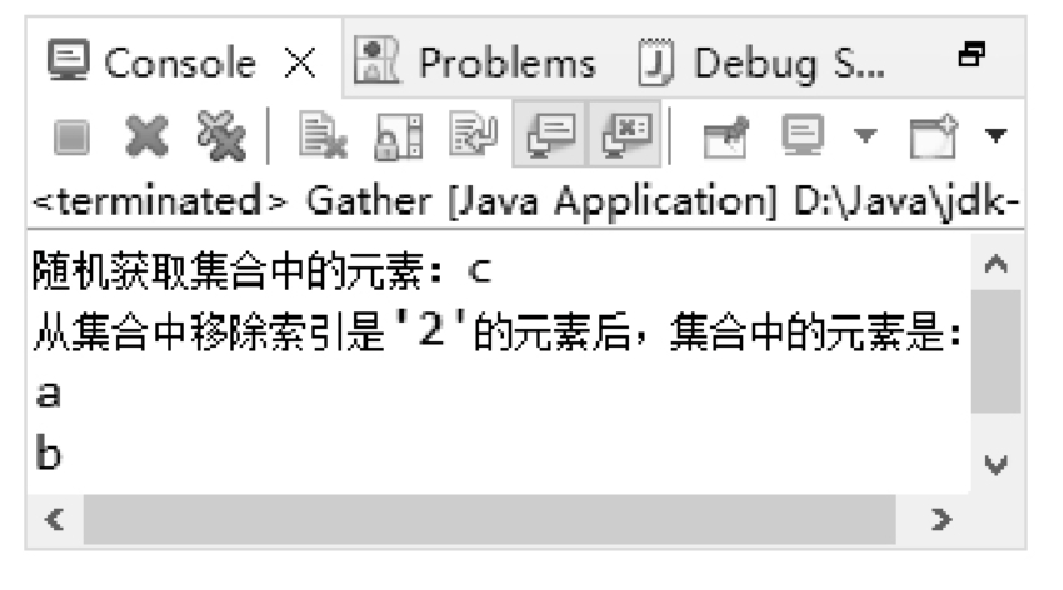 Console Problems Debug S...
<terminated> Gather [Java Application] D:\Java\jdk-
随机获取集合中的元素：c
从集合中移除索引是'2'的元素后，集合中的元素是：
a
b